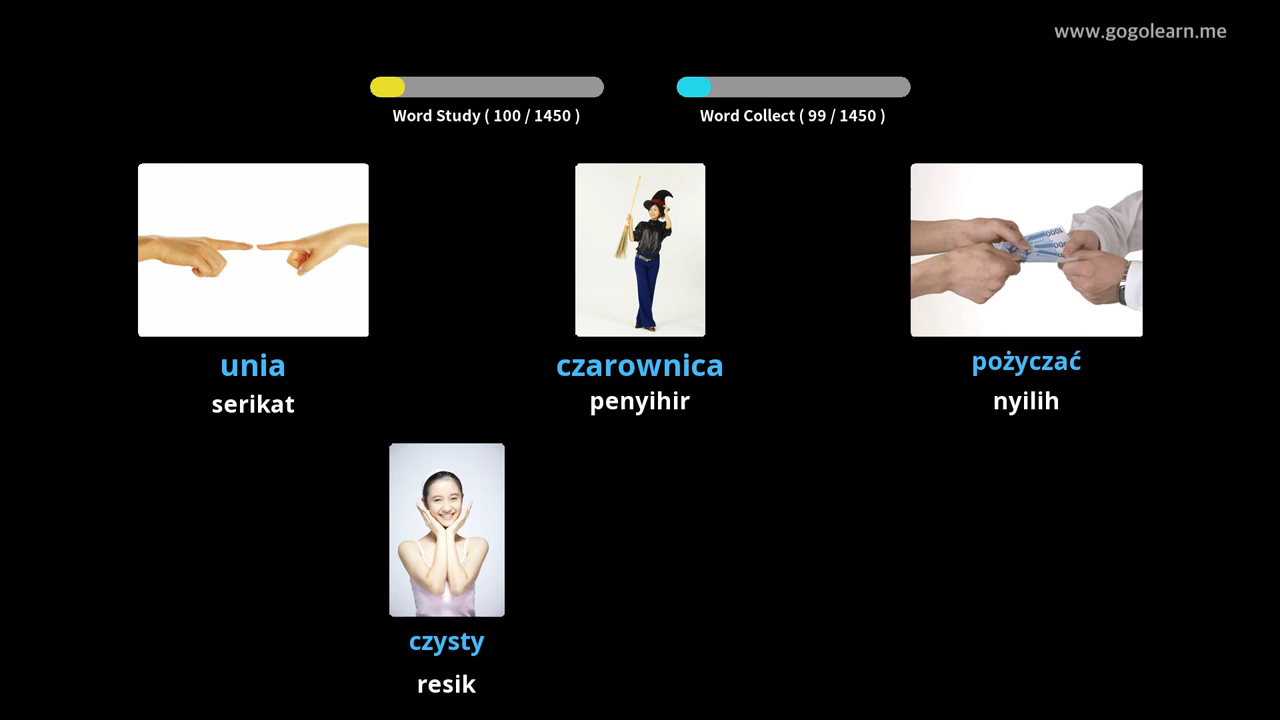 www.gogolearn.me
Word Study ( 100 / 1450 )
Word Collect ( 99 / 1450 )
unia
serikat
czarownica
penyihir
pożyczać
nyilih
czysty
resik